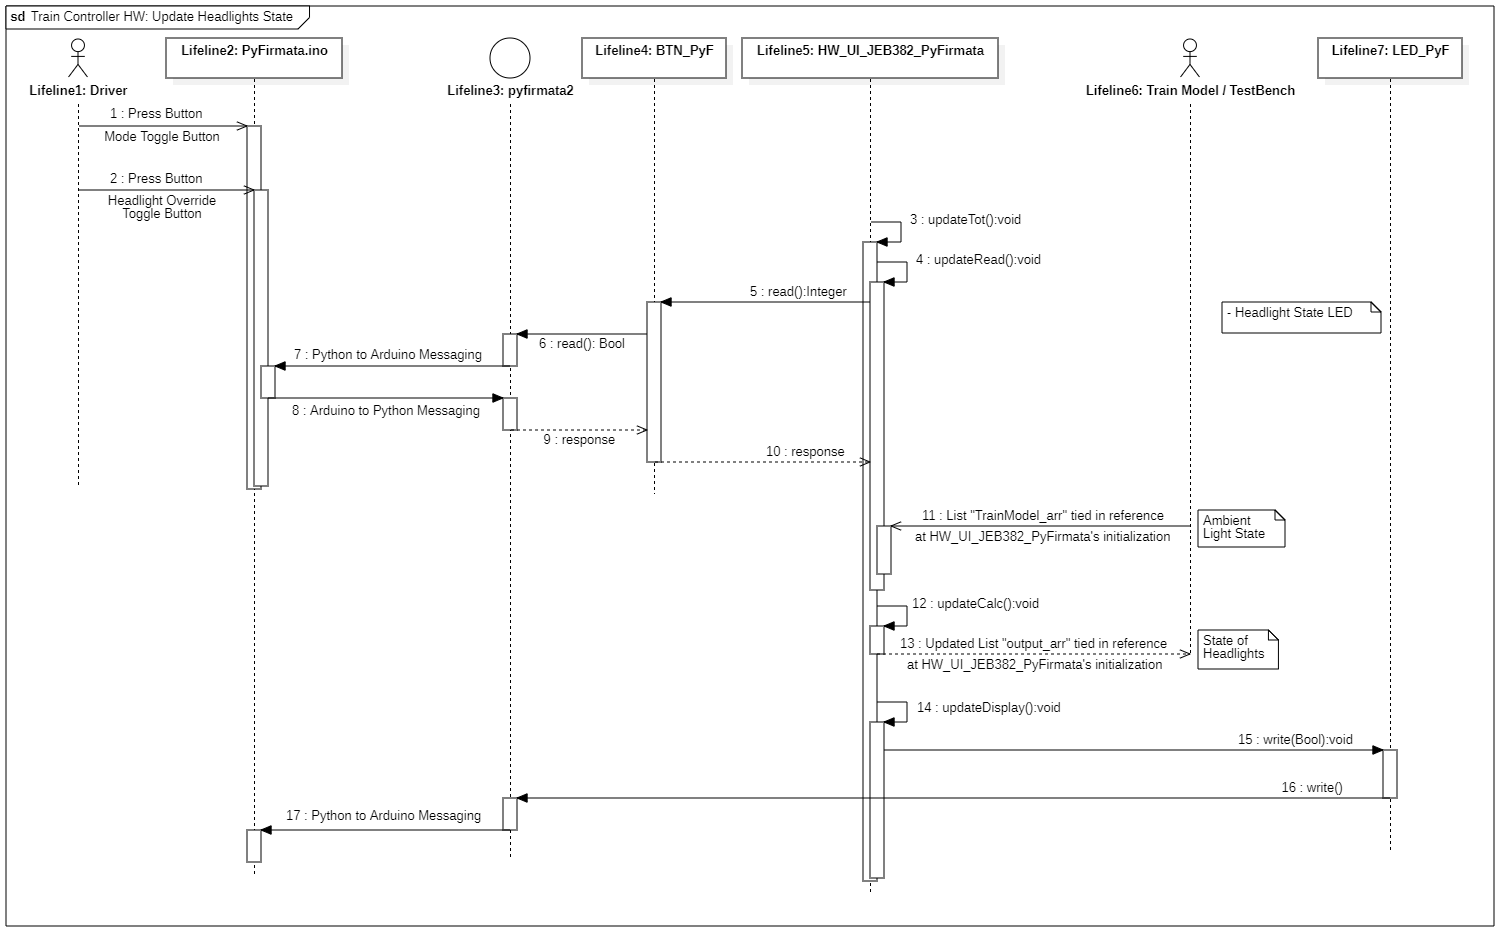 sd Train Controller HW: Update Headlights State
Lifeline1: Driver
Lifeline2: PyFirmata.ino
Lifeline3: pyfirmata2
Lifeline4: BTN_PyF
Lifeline5: HW_UI_JEB382_PyFirmata
Lifeline6: Train Model / TestBench
Lifeline7: LED_PyF
1 : Press Button
Mode Toggle Button
2 : Press Button
Headlight Override
Toggle Button
3 : updateTot():void
4 : updateRead():void
5 : read():Integer
- Headlight State LED
6 : read(): Bool
7 : Python to Arduino Messaging
8 : Arduino to Python Messaging
9 : response
10 : response
11 : List "TrainModel_arr" tied in reference
at HW_UI_JEB382_PyFirmata's initialization
Ambient
Light State
12 : updateCalc():void
13 : Updated List "output_arr" tied in reference
at HW_UI_JEB382_PyFirmata's initialization
State of
Headlights
14 : updateDisplay():void
15 : write(Bool):void
16 : write()
17 : Python to Arduino Messaging